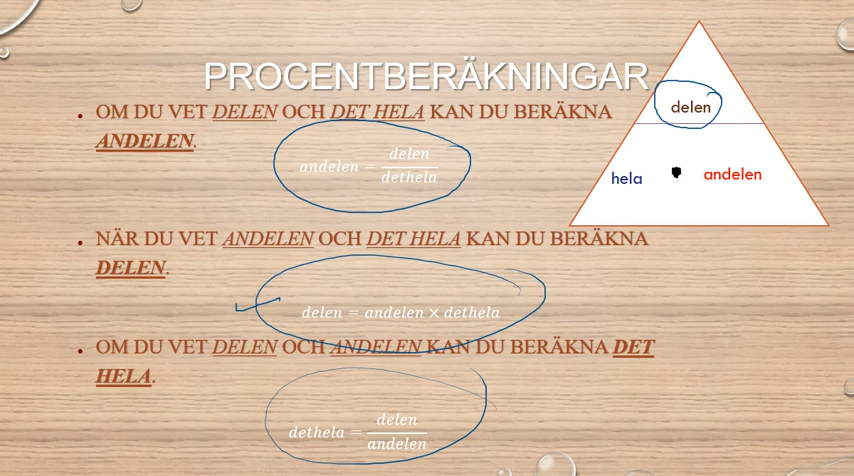 PROCENTBERÄKNINGAR
• OM DU VET DELEN OCH DET HELA KAN DU BERÄKNA
ANDELEN.
andelen = delen / dethela
• NÄR DU VET ANDELEN OCH DET HELA KAN DU BERÄKNA
DELEN.
delen = andelen × dethela
• OM DU VET DELEN OCH ANDELEN KAN DU BERÄKNA DET
HELA.
dethela = delen / andelen
delen
hela andelen